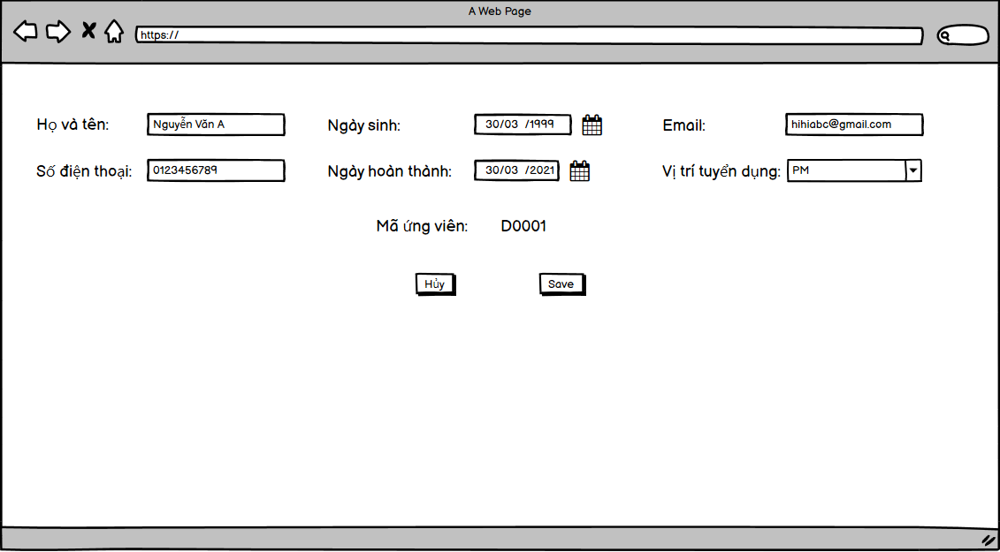 A Web Page
https://
Họ và tên: Nguyễn Văn A Ngày sinh: 30/03 /1999 Email: hihiabc@gmail.com
Số điện thoại: 0123456789 Ngày hoàn thành: 30/03 /2021 Vị trí tuyển dụng: PM
Mã ứng viên: D0001
Hủy Save